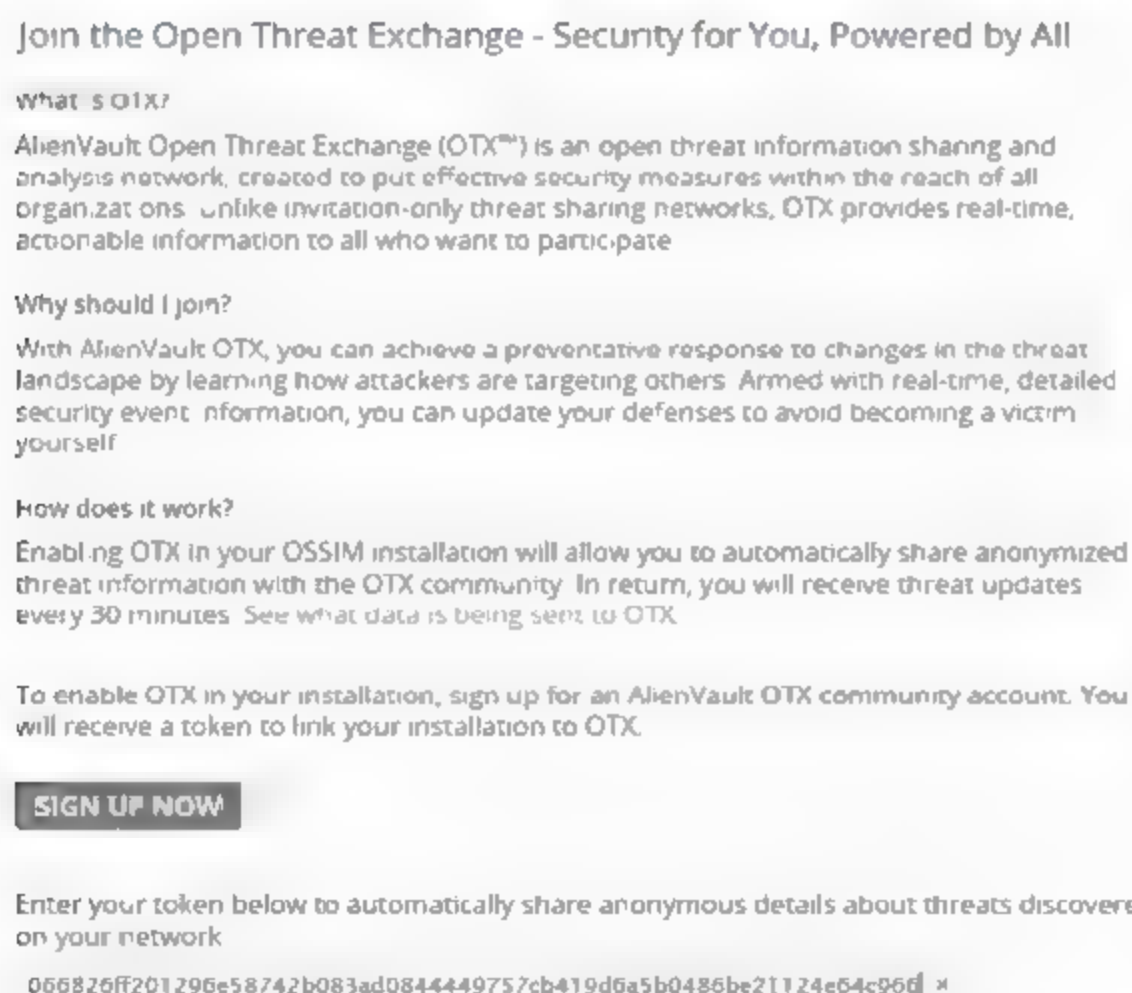 Join the Open Threat Exchange - Security for You, Powered by All
What is OTX?
AlienVault Open Threat Exchange (OTX™) is an open threat information sharing and
analysis network, created to put effective security measures within the reach of all
organizations. Unlike invitation-only threat sharing networks, OTX provides real-time,
actionable information to all who want to participate
Why should I join?
With AlienVault OTX, you can achieve a preventative response to changes in the threat
landscape by learning how attackers are targeting others. Armed with real-time, detailed
security event information, you can update your defenses to avoid becoming a victim
yourself
How does it work?
Enabling OTX in your OSSIM installation will allow you to automatically share anonymized
threat information with the OTX community. In return, you will receive threat updates
every 30 minutes. See what data is being sent to OTX
To enable OTX in your installation, sign up for an AlienVault OTX community account. You
will receive a token to link your installation to OTX.
SIGN UP NOW
Enter your token below to automatically share anonymous details about threats discovere
on your network